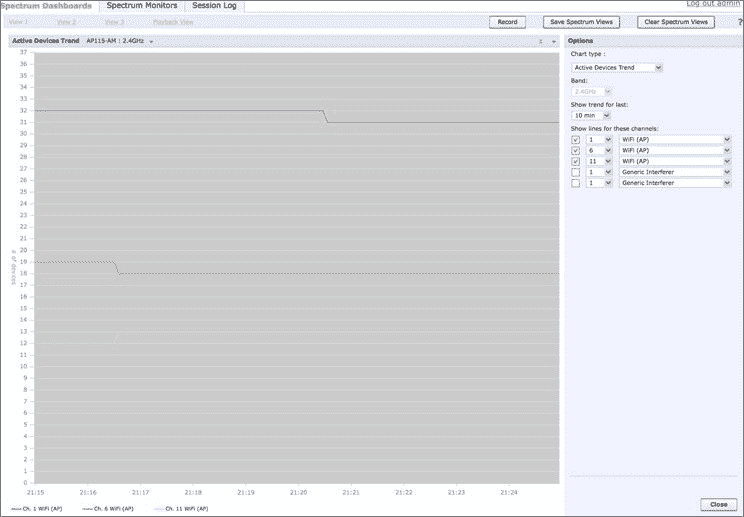 Spectrum Dashboards Spectrum Monitors Session Log Log out admin
View 1 View 2 View 3 Playback View Record Save Spectrum Views Clear Spectrum Views ?
Active Devices Trend AP115-AM : 2.4GHz
Options
Chart type :
Active Devices Trend
Band:
2.4GHz
Show trend for last:
10 min
Show lines for these channels:
1 WiFi (AP)
6 WiFi (AP)
11 WiFi (AP)
1 Generic Interferer
1 Generic Interferer
37
36
35
34
33
32
31
30
29
28
27
26
25
24
23
22
21
20
19
18
17
16
15
14
13
12
11
10
9
8
7
6
5
4
3
2
1
0
# of devices
21:15 21:16 21:17 21:18 21:19 21:20 21:21 21:22 21:23 21:24
Ch. 1 WiFi (AP) Ch. 6 WiFi (AP) Ch. 11 WiFi (AP)
Close